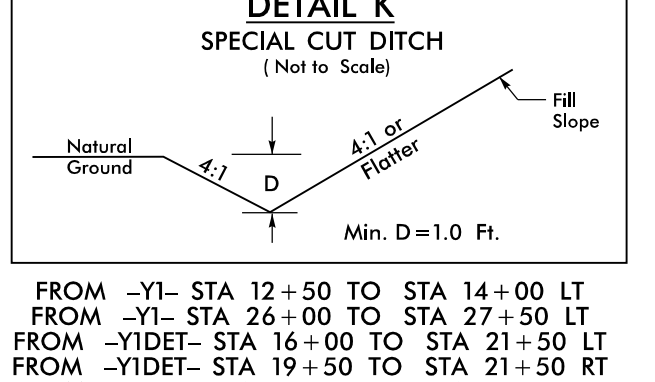 DETAIL K
SPECIAL CUT DITCH
( Not to Scale)
Natural
Ground
4:1
D
4:1 or
Flatter
Fill
Slope
Min. D=1.0 Ft.
FROM -Y1- STA 12+50 TO STA 14+00 LT
FROM -Y1- STA 26+00 TO STA 27+50 LT
FROM -Y1DET- STA 16+00 TO STA 21+50 LT
FROM -Y1DET- STA 19+50 TO STA 21+50 RT